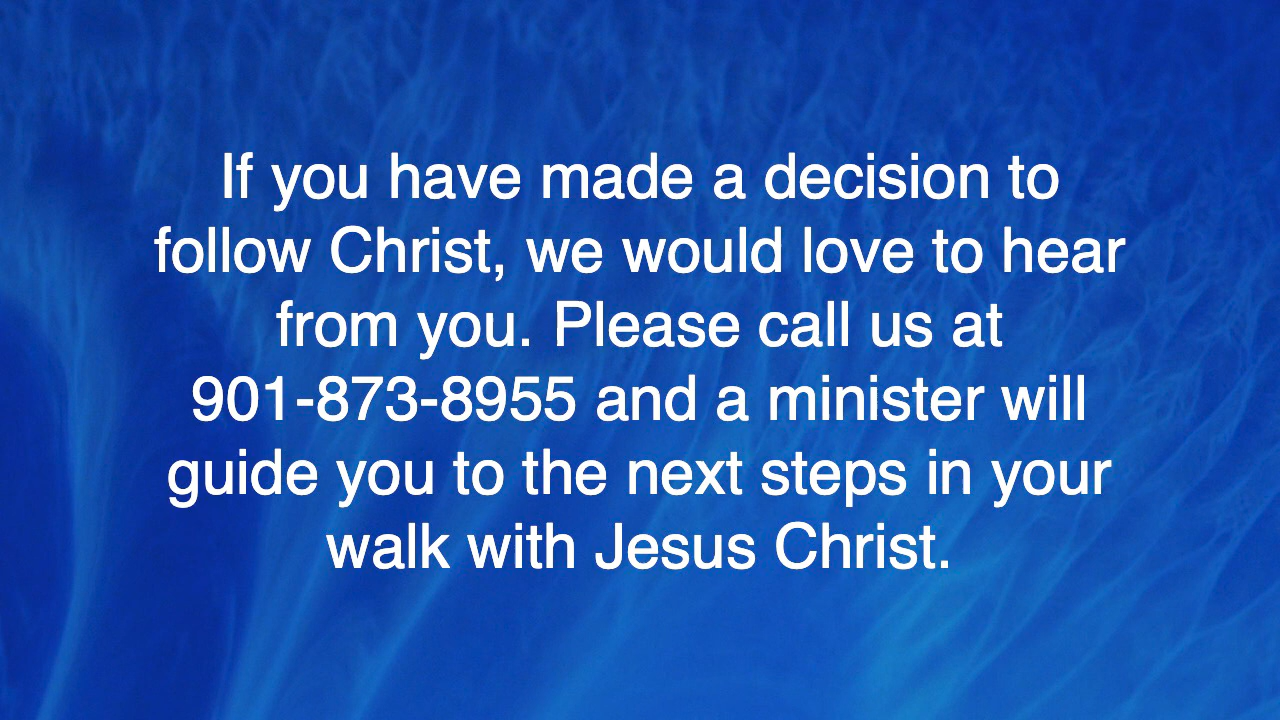 If you have made a decision to
follow Christ, we would love to hear
from you. Please call us at
901-873-8955 and a minister will
guide you to the next steps in your
walk with Jesus Christ.